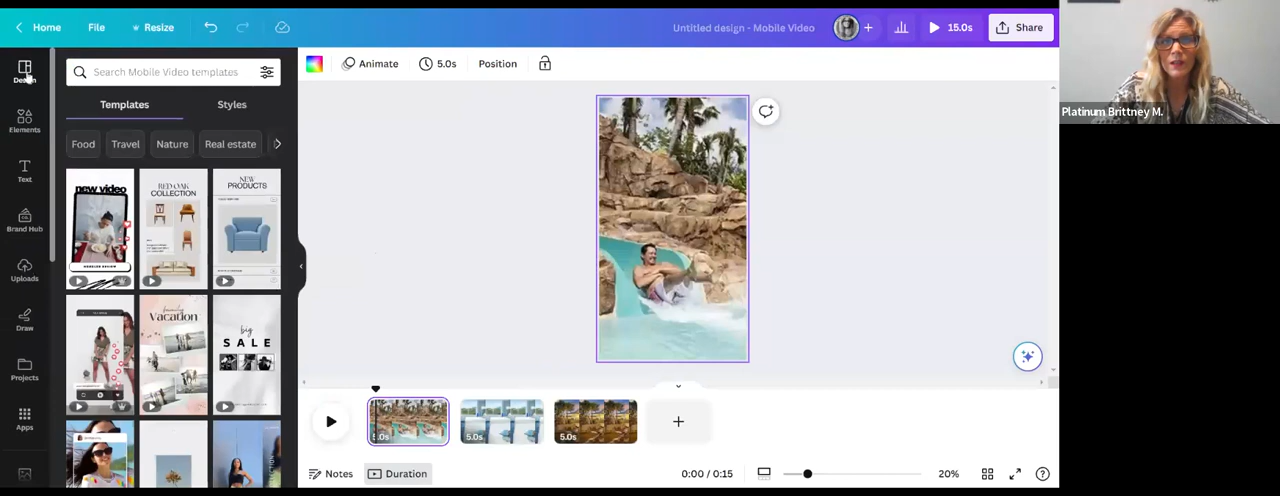 Home
File
Resize
Untitled design - Mobile Video
15.0s
Share
Platinum Brittney M.
Design
Elements
Text
Brand Hub
Uploads
Draw
Projects
Apps
Search Mobile Video templates
Templates
Styles
Food
Travel
Nature
Real estate
new video
RED OAK
COLLECTION
NEW
PRODUCTS
family
Vacation
big
SALE
Animate
5.0s
Position
5.0s
5.0s
5.0s
Notes
Duration
0:00 / 0:15
20%